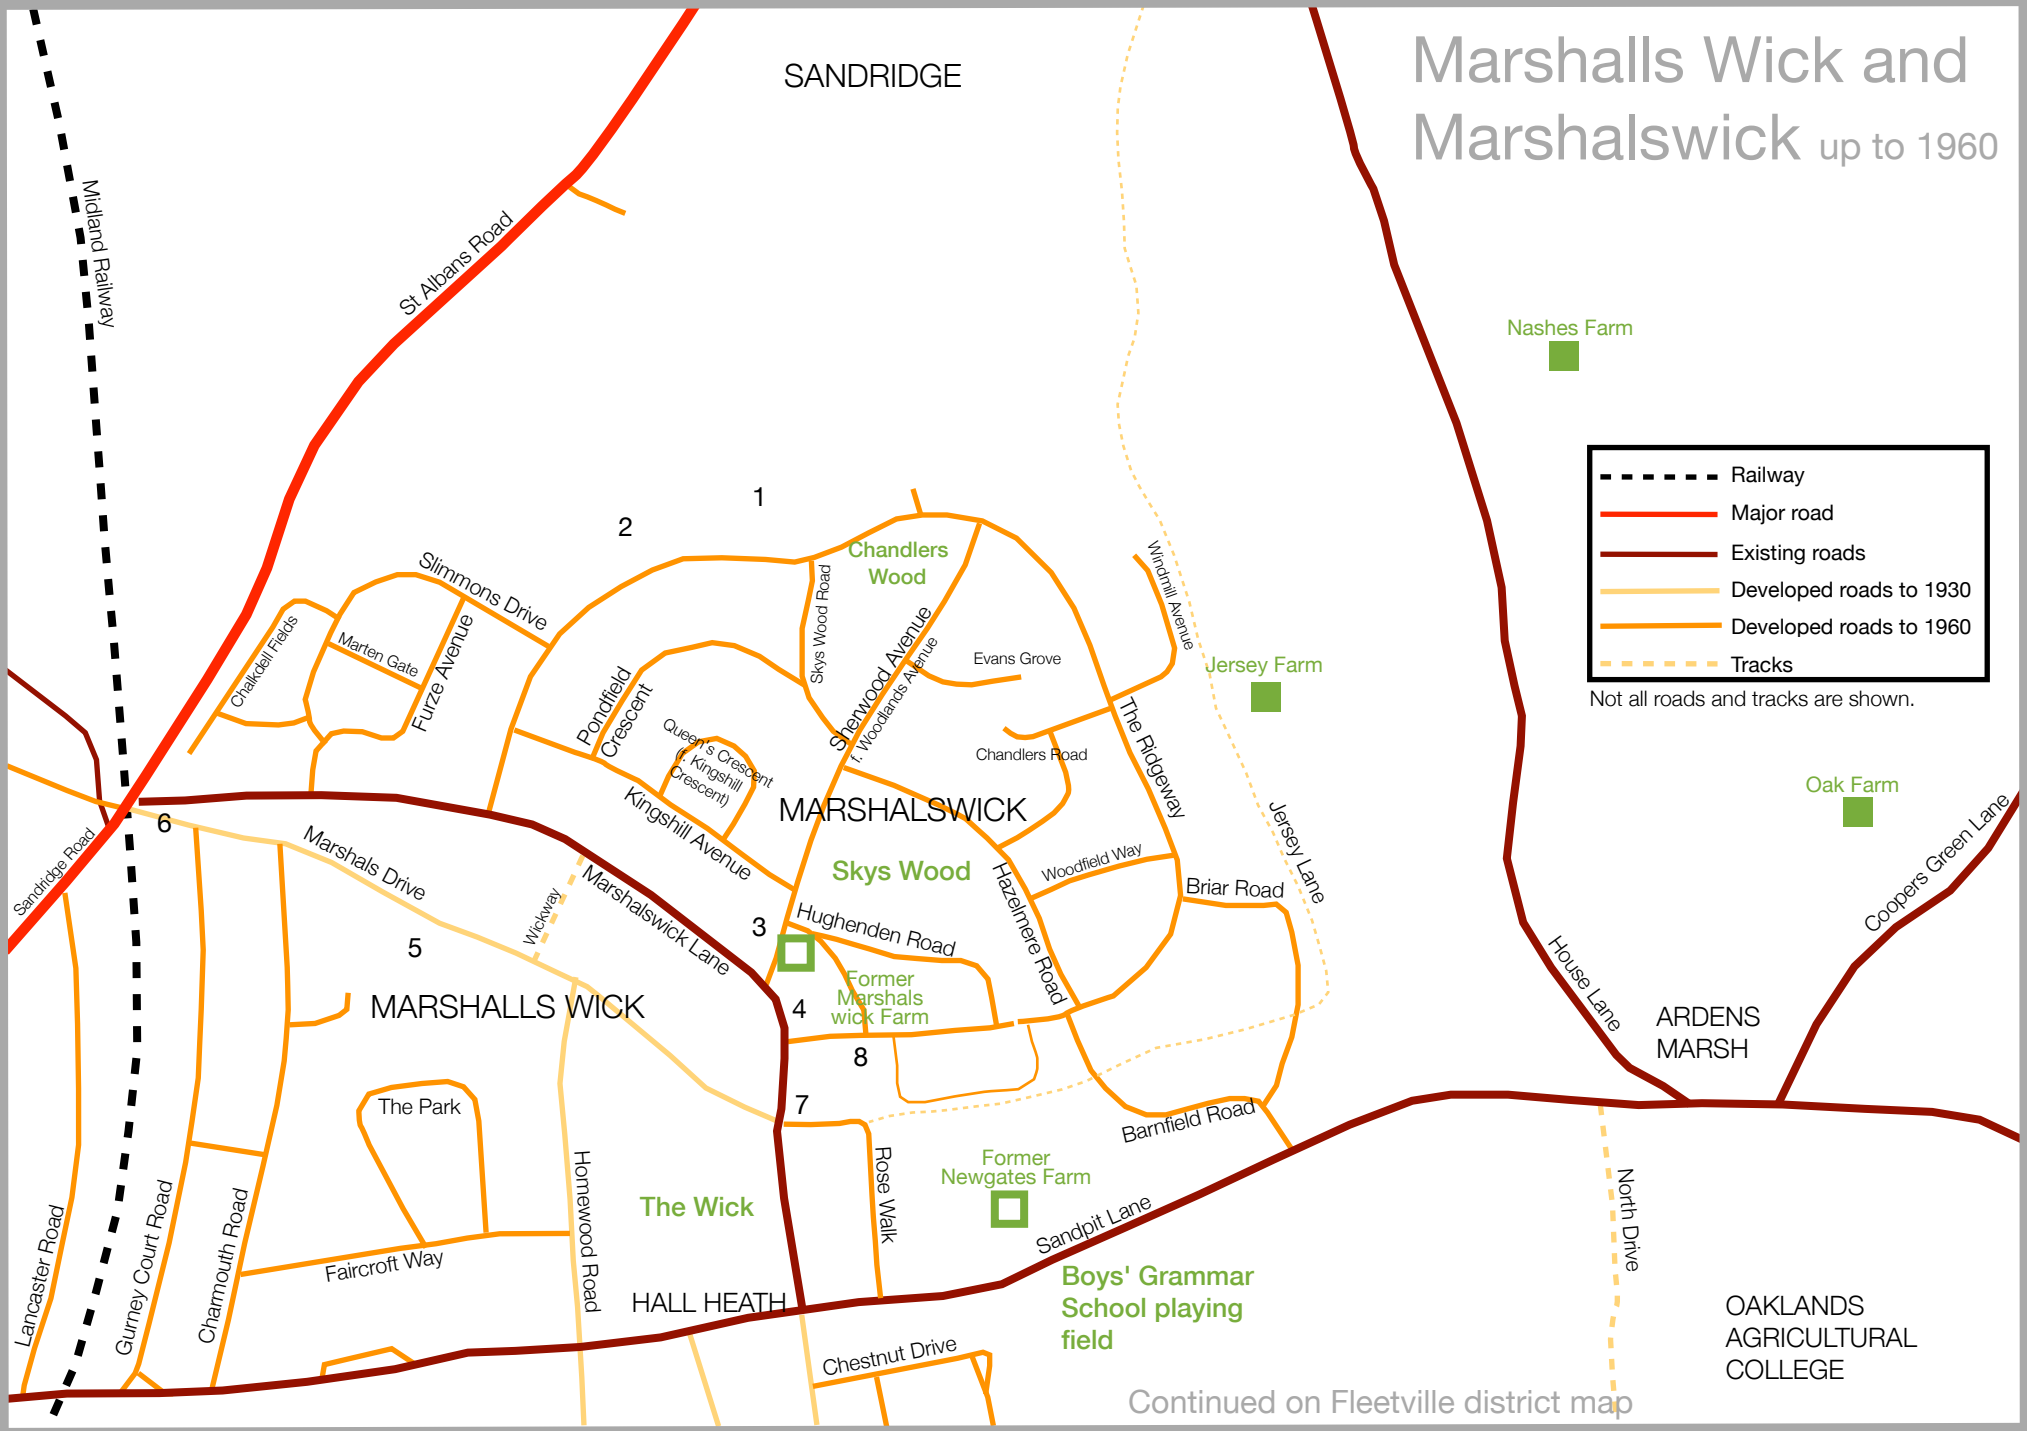 Marshalls Wick and
Marshalswick up to 1960
SANDRIDGE
Midland Railway
St Albans Road
Nashes Farm
Railway
Major road
Existing roads
Developed roads to 1930
Developed roads to 1960
Tracks
Not all roads and tracks are shown.
1
2
Chandlers
Wood
Slimmons Drive
Skys Wood Road
Windmill Avenue
Chalkdell Fields
Marten Gate
Furze Avenue
Sherwood Avenue
f. Woodlands Avenue
Evans Grove
Jersey Farm
Pondfield
Crescent
Queen's Crescent
(f. Kingshill
Crescent)
The Ridgeway
Chandlers Road
Oak Farm
MARSHALSWICK
Kingshill Avenue
6
Sandridge Road
Marshals Drive
Jersey Lane
Coopers Green Lane
Skys Wood
Woodfield Way
Briar Road
Hazelmere Road
Marshalswick Lane
Wickway
3
Hughenden Road
5
House Lane
Former
Marshals
wick Farm
4
MARSHALLS WICK
ARDENS
MARSH
8
7
The Park
Barnfield Road
Rose Walk
Former
Newgates Farm
Homewood Road
The Wick
North Drive
Sandpit Lane
Lancaster Road
Gurney Court Road
Charmouth Road
Faircroft Way
Boys' Grammar
School playing
field
HALL HEATH
OAKLANDS
AGRICULTURAL
COLLEGE
Chestnut Drive
Continued on Fleetville district map